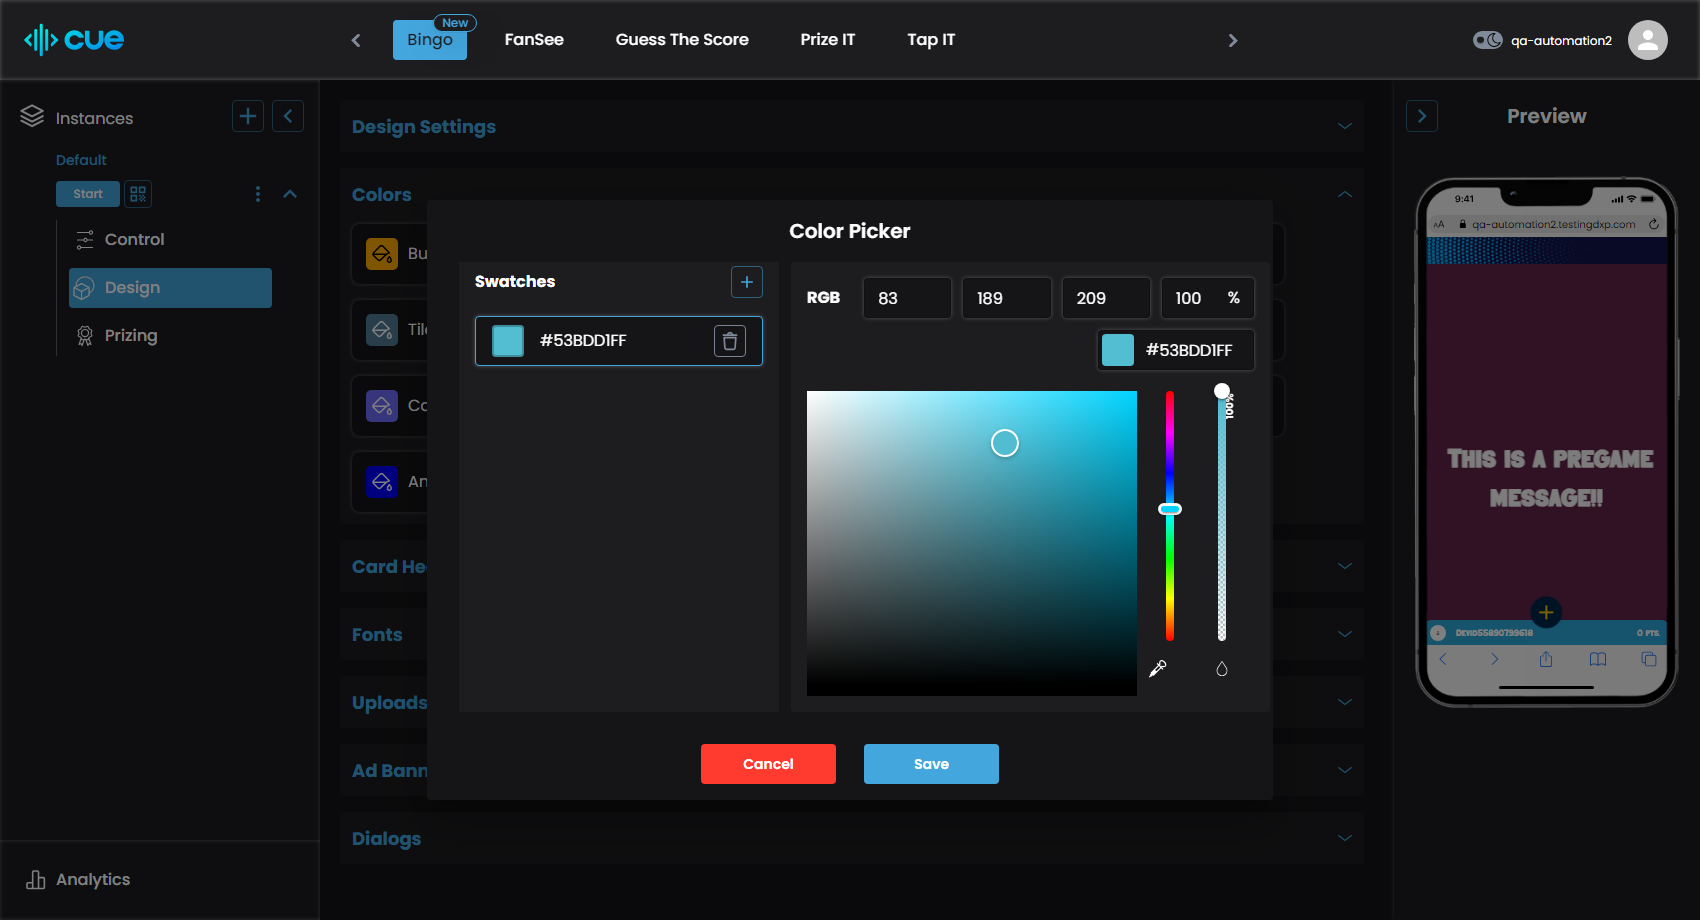 cue
Bingo
New
FanSee
Guess The Score
Prize IT
Tap IT
qa-automation2
Instances
Default
Start
Control
Design
Prizing
Analytics
Design Settings
Colors
Bu
Tile
Co
An
Card He
Fonts
Uploads
Ad Bann
Dialogs
Color Picker
Swatches
#53BDD1FF
RGB
83
189
209
100 %
#53BDD1FF
100%
Cancel
Save
Preview
9:41
AA qa-automation2.testingdxp.com
THIS IS A PREGAME
MESSAGE!!
DEVID55890799618
0 PTS.